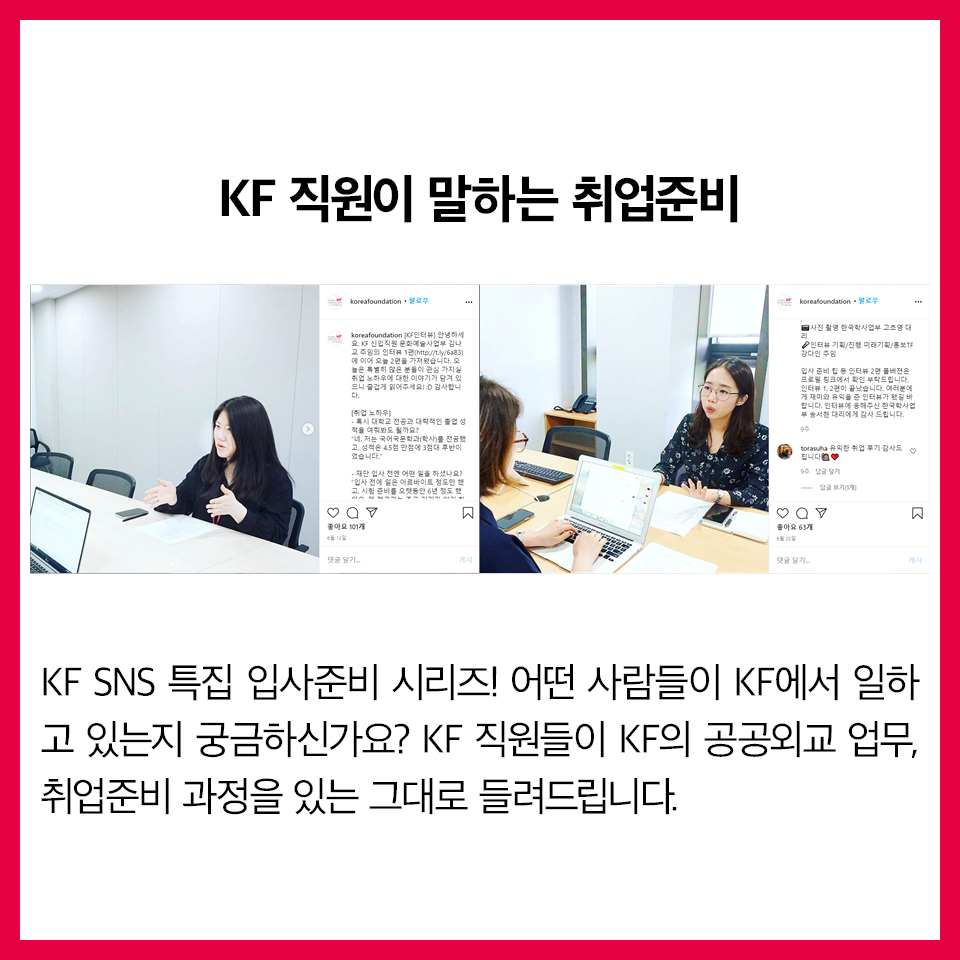 KF 직원이 말하는 취업준비
koreafoundation • 팔로우
koreafoundation [KF인터뷰] 안녕하세
요. KF 신입직원 문화예술사업부 김나
교 주임의 인터뷰 1편(http://t.ly/6a83)
에 이어 오늘 2편을 가져왔습니다. 오
늘은 특별히 많은 분들이 관심 가지실
취업 노하우에 대한 이야기가 담겨 있
으니 즐겁게 읽어주세요! ;D 감사합니
다.
[취업 노하우]
- 혹시 대학교 전공과 대략적인 졸업 성
적을 여쭤봐도 될까요?
"네, 저는 국어국문학과(학사)를 전공했
고, 성적은 4.5점 만점에 3점대 후반이
었습니다."
- 재단 입사 전엔 어떤 일을 하셨나요?
"입사 전에 일은 아르바이트 정도만 했
고, 시험 준비를 오랫동안 6년 정도 했
좋아요 101개
6월 12일
댓글 달기...
게시
koreafoundation • 팔로우
사진 촬영 한국학사업부 고조영 대
리
인터뷰 기획/진행 미래기획/홍보TF
강다인 주임
입사 준비 팁 등 인터뷰 2편 풀버전은
프로필 링크에서 확인 부탁드립니다.
인터뷰 1, 2편이 끝났습니다. 여러분에
게 재미와 유익을 준 인터뷰가 됐길 바
랍니다. 인터뷰에 응해주신 한국학사업
부 송서현 대리에게 감사 드립니다.
9주
torasuha 유익한 취업 후기 감사드
립니다🙋❤️
9주 답글 달기
답글 보기(1개)
좋아요 63개
6월 25일
댓글 달기...
게시
KF SNS 특집 입사준비 시리즈! 어떤 사람들이 KF에서 일하
고 있는지 궁금하신가요? KF 직원들이 KF의 공공외교 업무,
취업준비 과정을 있는 그대로 들려드립니다.